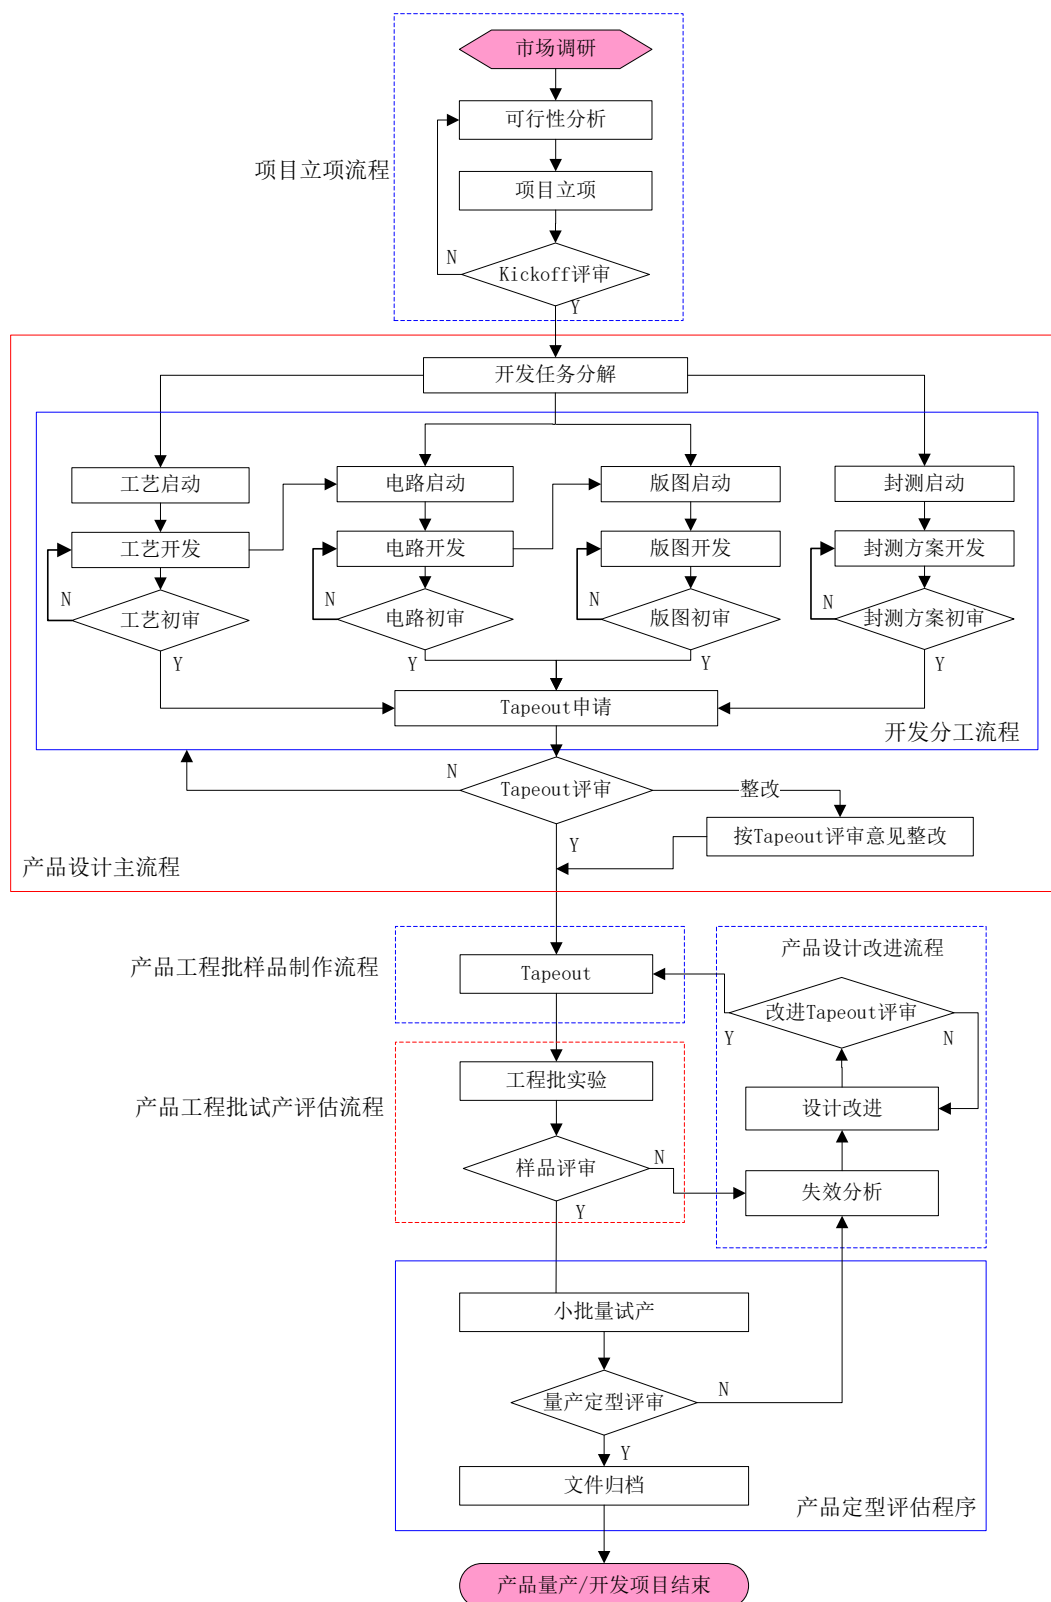 市场调研
可行性分析
项目立项流程
项目立项
N
Kickoff评审
Y
开发任务分解
工艺启动
电路启动
版图启动
封测启动
工艺开发
电路开发
版图开发
封测方案开发
N
N
N
N
工艺初审
电路初审
版图初审
封测方案初审
Y
Y
Y
Y
Tapeout申请
开发分工流程
N
Tapeout评审
整改
Y
按Tapeout评审意见整改
产品设计主流程
产品工程批样品制作流程
Tapeout
产品设计改进流程
改进Tapeout评审
Y
N
工程批实验
产品工程批试产评估流程
设计改进
样品评审
N
Y
失效分析
小批量试产
量产定型评审
N
Y
文件归档
产品定型评估程序
产品量产/开发项目结束